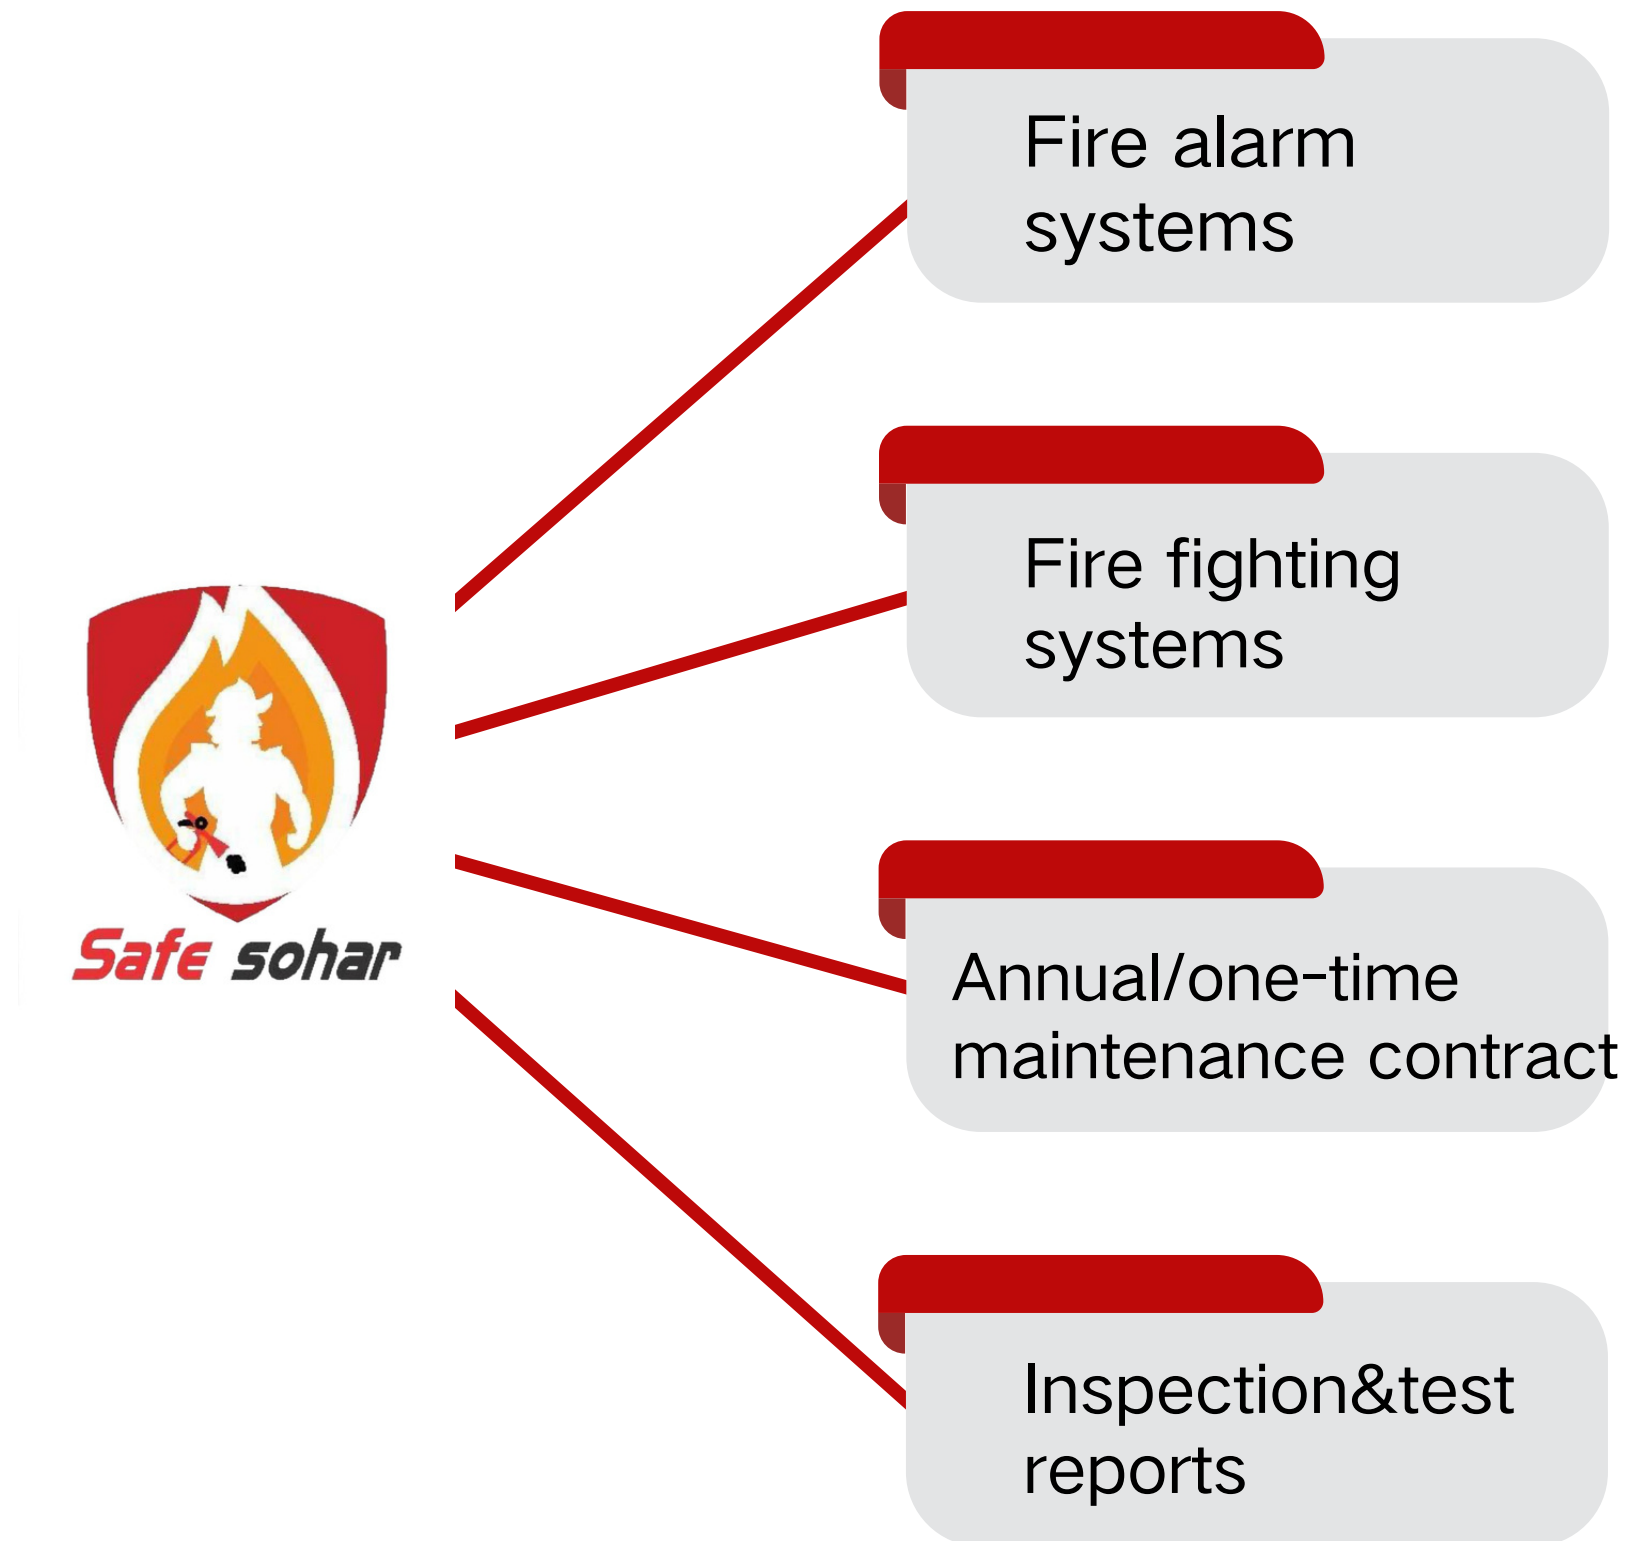 Fire alarm
systems
Fire fighting
systems
Safe sohar
Annual/one-time
maintenance contract
Inspection&test
reports